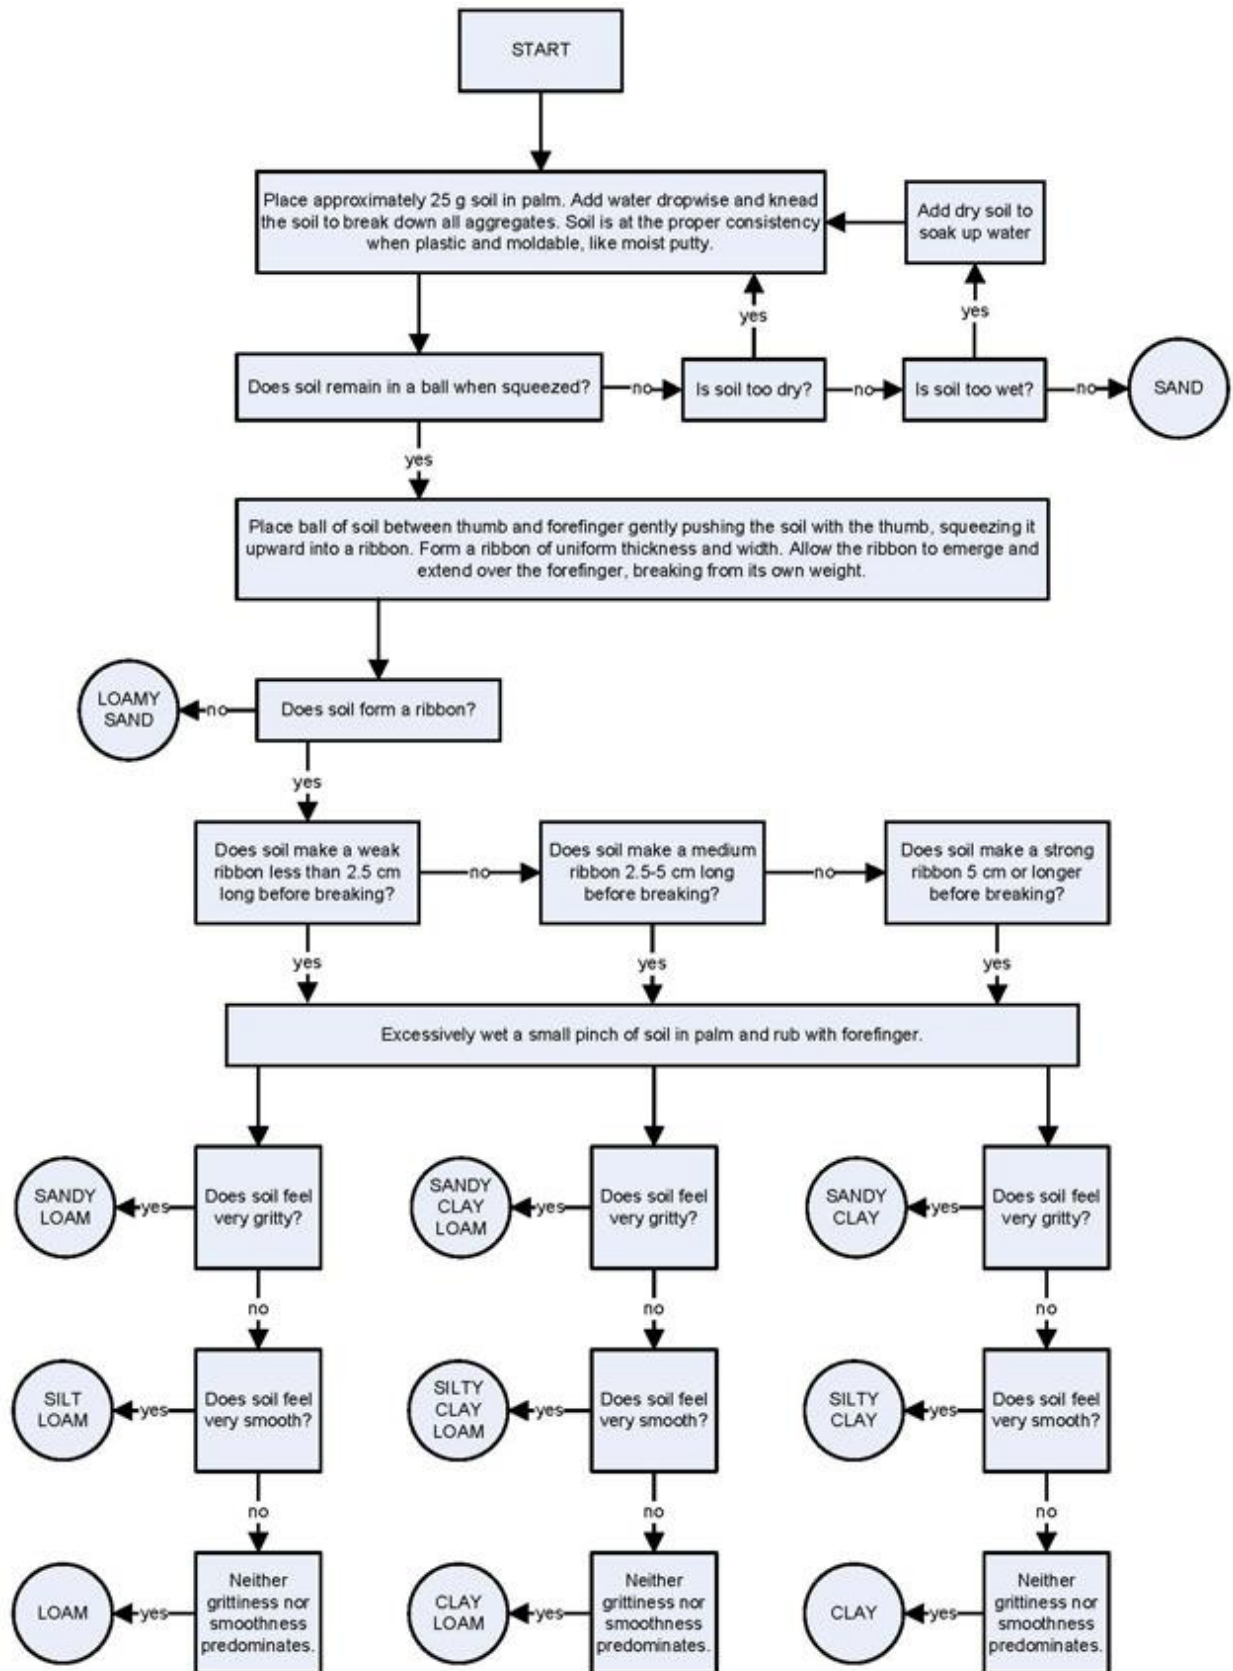 START
Place approximately 25 g soil in palm. Add water dropwise and knead
the soil to break down all aggregates. Soil is at the proper consistency
when plastic and moldable, like moist putty.
Add dry soil to
soak up water
yes
yes
Does soil remain in a ball when squeezed?
no
Is soil too dry?
no
Is soil too wet?
no
SAND
yes
Place ball of soil between thumb and forefinger gently pushing the soil with the thumb, squeezing it
upward into a ribbon. Form a ribbon of uniform thickness and width. Allow the ribbon to emerge and
extend over the forefinger, breaking from its own weight.
LOAMY
SAND
no
Does soil form a ribbon?
yes
Does soil make a weak
ribbon less than 2.5 cm
long before breaking?
no
Does soil make a medium
ribbon 2.5-5 cm long
before breaking?
no
Does soil make a strong
ribbon 5 cm or longer
before breaking?
yes
yes
yes
Excessively wet a small pinch of soil in palm and rub with forefinger.
SANDY
LOAM
yes
Does soil feel
very gritty?
SANDY
CLAY
LOAM
yes
Does soil feel
very gritty?
SANDY
CLAY
yes
Does soil feel
very gritty?
no
no
no
SILT
LOAM
yes
Does soil feel
very smooth?
SILTY
CLAY
LOAM
yes
Does soil feel
very smooth?
SILTY
CLAY
yes
Does soil feel
very smooth?
no
no
no
LOAM
yes
Neither
grittiness nor
smoothness
predominates.
CLAY
LOAM
yes
Neither
grittiness nor
smoothness
predominates.
CLAY
yes
Neither
grittiness nor
smoothness
predominates.